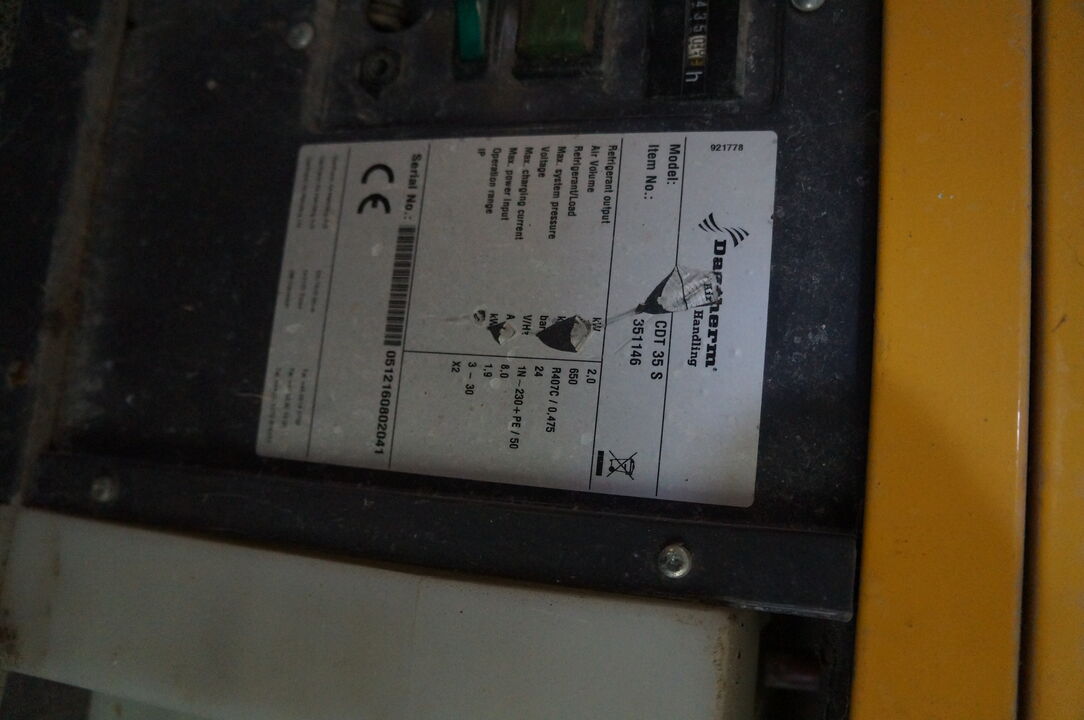 921778
Dantherm®
Air Handling
Model: CDT 35 S
Item No.: 351146
Refrigerant output kW 2,0
Air Volume 650
Refrigerant/Load R407C / 0.475
Max. system pressure bar 24
Voltage V/Hz 1N ~ 230 + PE / 50
Max. charging current A 8,0
Max. power input kW 1,9
Operation range 3 – 30
IP X2
Serial No.: 0512160802041
CE
h